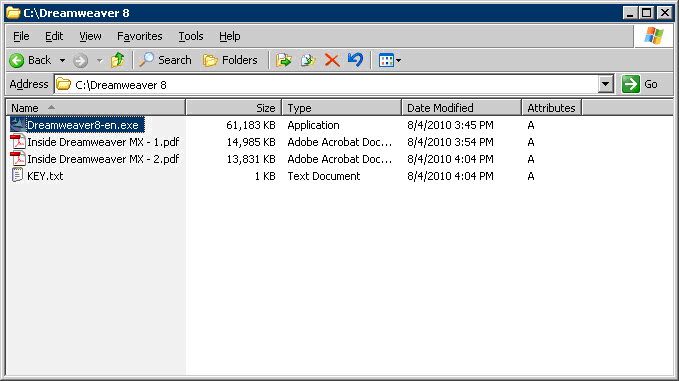 C:\Dreamweaver 8
File Edit View Favorites Tools Help
Back Search Folders
Address C:\Dreamweaver 8 Go
Name Size Type Date Modified Attributes
Dreamweaver8-en.exe 61,183 KB Application 8/4/2010 3:45 PM A
Inside Dreamweaver MX - 1.pdf 14,985 KB Adobe Acrobat Doc... 8/4/2010 3:54 PM A
Inside Dreamweaver MX - 2.pdf 13,831 KB Adobe Acrobat Doc... 8/4/2010 4:04 PM A
KEY.txt 1 KB Text Document 8/4/2010 4:04 PM A